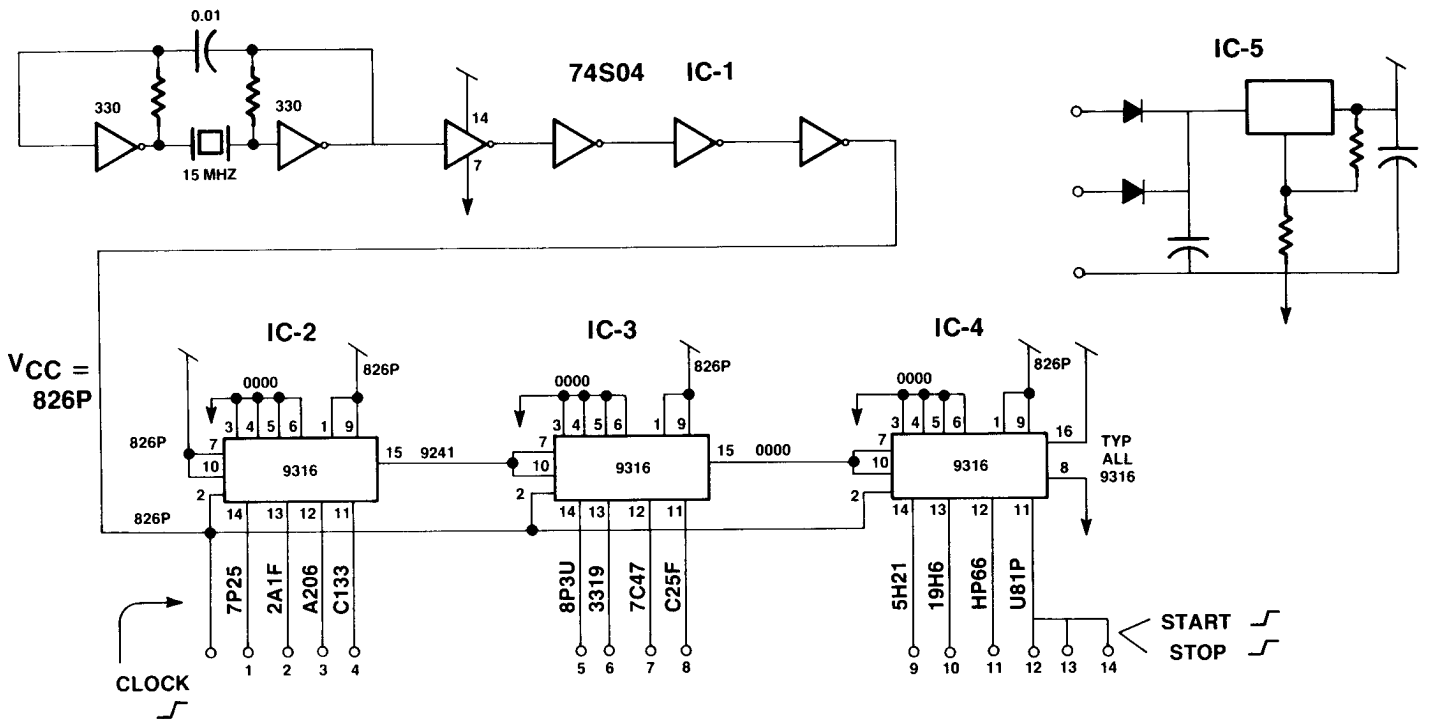 0.01
330
330
15 MHZ
74S04 IC-1
14
7
IC-5
VCC =
826P
IC-2
826P
0000
3 4 5 6 1 9
826P
7
10
2
9316
15 9241
826P
14 13 12 11
7P25 2A1F A206 C133
1 2 3 4
CLOCK
IC-3
0000
3 4 5 6 1 9
826P
7
10
2
9316
15 0000
14 13 12 11
8P3U 3319 7C47 C25F
5 6 7 8
IC-4
0000
3 4 5 6 1 9
826P
7
10
2
9316
16
8
TYP
ALL
9316
14 13 12 11
5H21 19H6 HP66 U81P
9 10 11 12 13 14
START
STOP